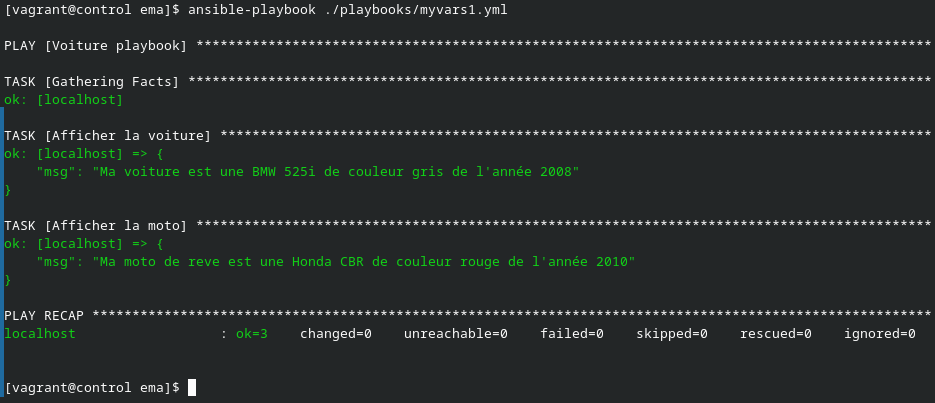 [vagrant@control ema]$ ansible-playbook ./playbooks/myvars1.yml
PLAY [Voiture playbook] ********************************************************************************************
TASK [Gathering Facts] *********************************************************************************************
ok: [localhost]
TASK [Afficher la voiture] *****************************************************************************************
ok: [localhost] => {
    "msg": "Ma voiture est une BMW 525i de couleur gris de l'année 2008"
}
TASK [Afficher la moto] ********************************************************************************************
ok: [localhost] => {
    "msg": "Ma moto de reve est une Honda CBR de couleur rouge de l'année 2010"
}
PLAY RECAP *********************************************************************************************************
localhost                  : ok=3    changed=0    unreachable=0    failed=0    skipped=0    rescued=0    ignored=0
[vagrant@control ema]$